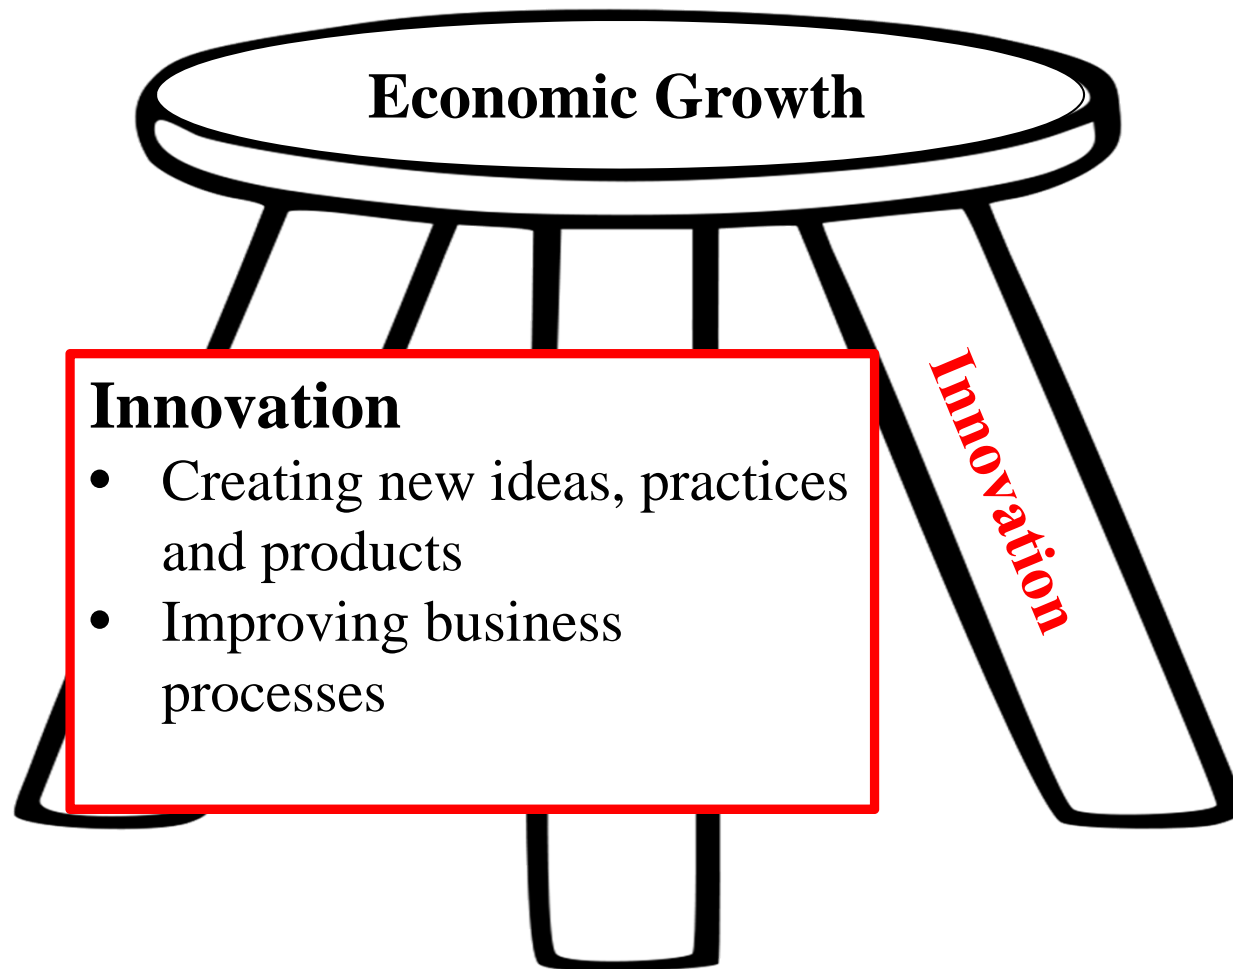 Economic Growth
Innovation
• Creating new ideas, practices
and products
• Improving business
processes
Innovation